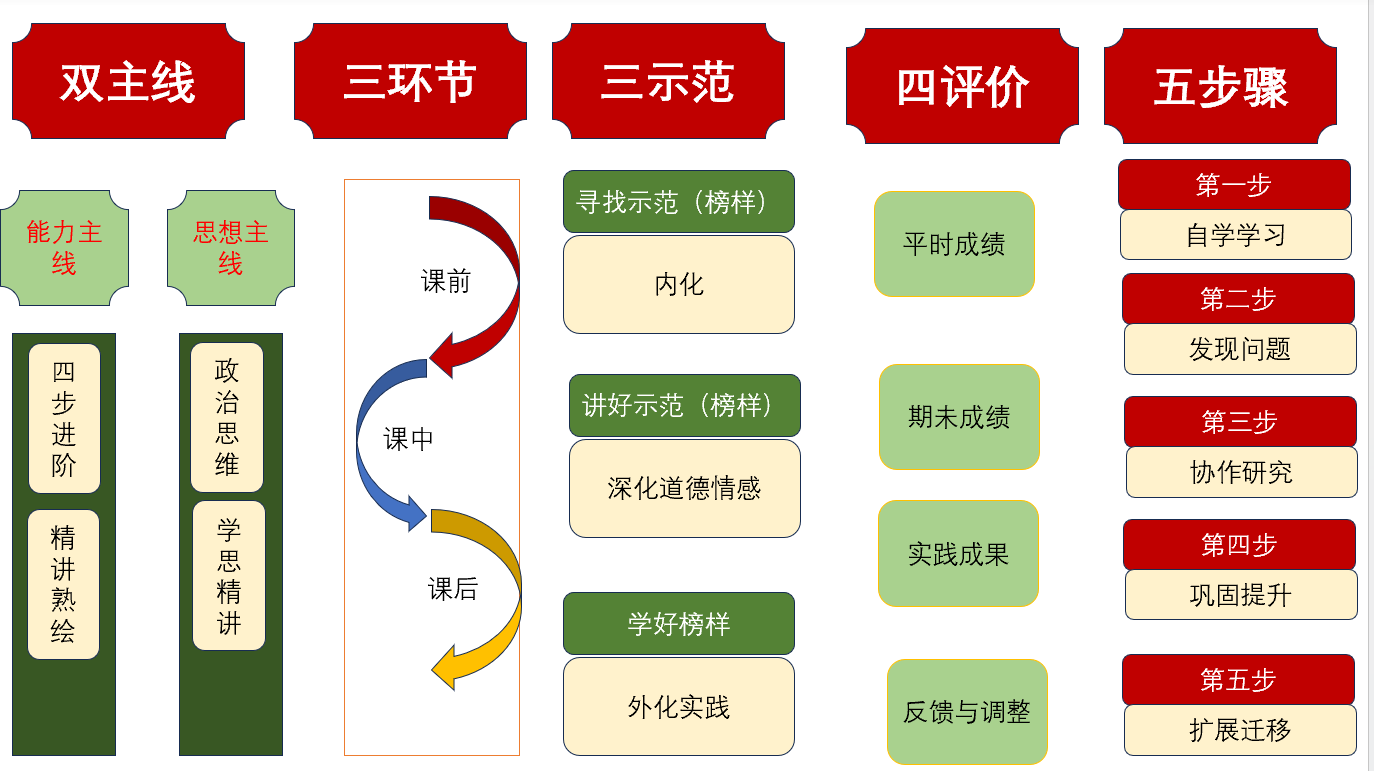 双主线
三环节
三示范
四评价
五步骤
能力主
线
思想主
线
四
步
进
阶
精
讲
熟
绘
政
治
思
维
学
思
精
讲
课前
课中
课后
寻找示范（榜样）
内化
讲好示范（榜样）
深化道德情感
学好榜样
外化实践
平时成绩
期未成绩
实践成果
反馈与调整
第一步
自学学习
第二步
发现问题
第三步
协作研究
第四步
巩固提升
第五步
扩展迁移